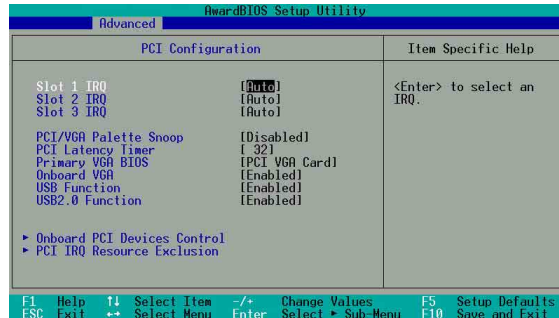 AwardBIOS Setup Utility
Advanced
PCI Configuration Item Specific Help
Slot 1 IRQ [Auto] <Enter> to select an
Slot 2 IRQ [Auto] IRQ.
Slot 3 IRQ [Auto]
PCI/VGA Palette Snoop [Disabled]
PCI Latency Timer [ 32]
Primary VGA BIOS [PCI VGA Card]
Onboard VGA [Enabled]
USB Function [Enabled]
USB2.0 Function [Enabled]
► Onboard PCI Devices Control
► PCI IRQ Resource Exclusion
F1 Help ↑↓ Select Item -/+ Change Values F5 Setup Defaults
ESC Exit ←→ Select Menu Enter Select ► Sub-Menu F10 Save and Exit